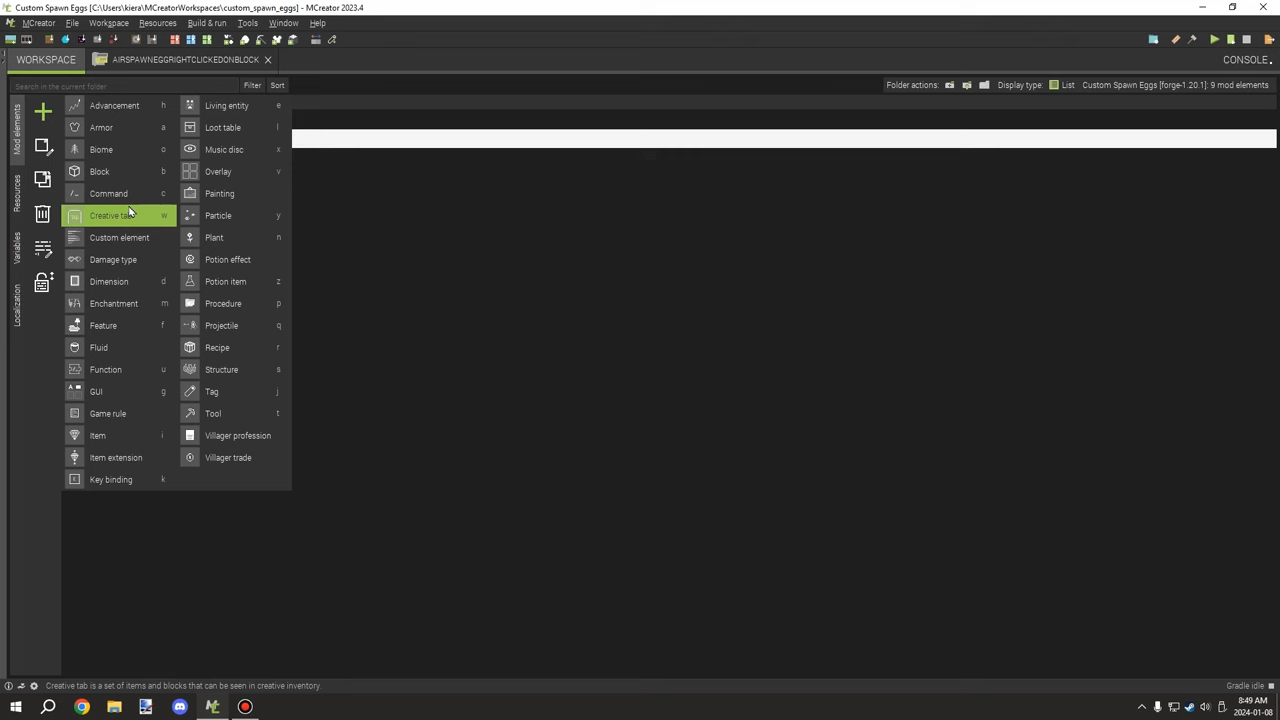 Custom Spawn Eggs [C:\Users\kiera\MCreatorWorkspaces\custom_spawn_eggs] - MCreator 2023.4
MCreator File Workspace Resources Build & run Tools Window Help
WORKSPACE AIRSPAWNEGGRIGHTCLICKEDONBLOCK CONSOLE
Search in the current folder Filter Sort Folder actions: Display type: List Custom Spawn Eggs [forge-1.20.1]: 9 mod elements
Mod elements
Resources
Variables
Localization
Advancement h
Armor a
Biome o
Block b
Command c
Creative w
Custom element
Damage type
Dimension d
Enchantment m
Feature f
Fluid
Function u
GUI g
Game rule
Item i
Item extension
Key binding k
Living entity e
Loot table l
Music disc x
Overlay v
Painting
Particle y
Plant n
Potion effect
Potion item z
Procedure p
Projectile q
Recipe r
Structure s
Tag j
Tool t
Villager profession
Villager trade
Creative tab is a set of items and blocks that can be seen in creative inventory. Gradle idle
8:49 AM
2024-01-08